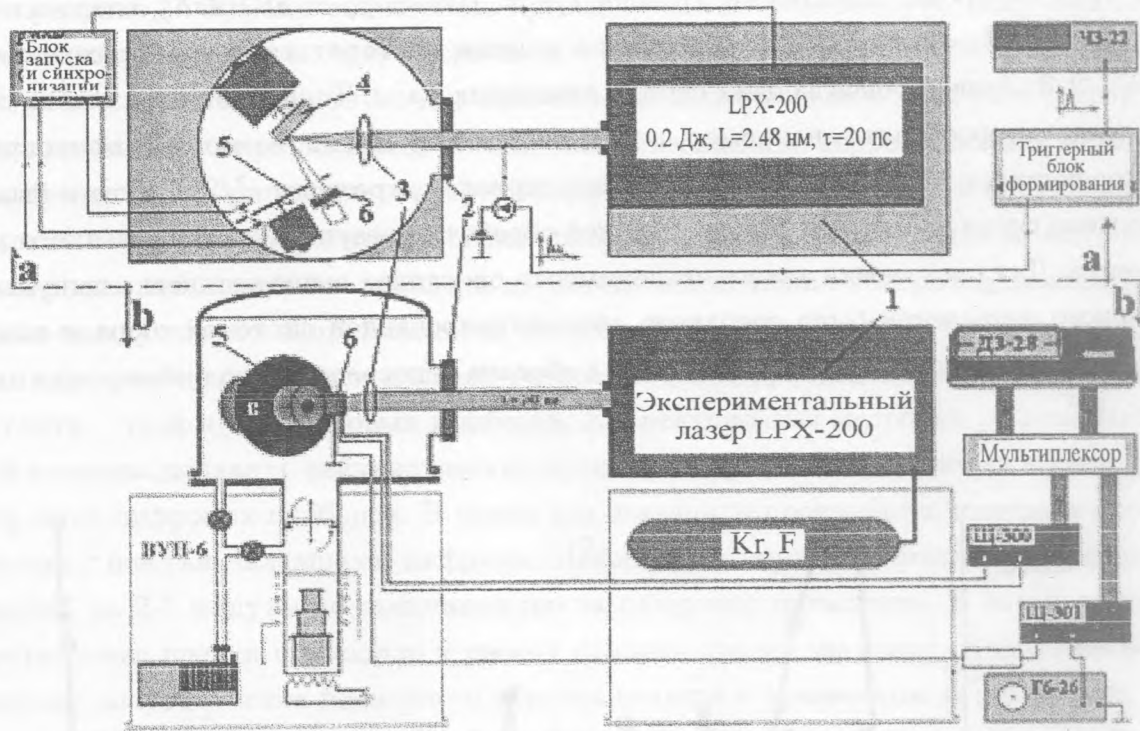 Блок
запуска
и синхро-
низации
4
5
3
6
3
2
a
LPX-200
0.2 Дж, L=2.48 нм, τ=20 пс
ЧЗ-22
Триггерный
блок
формирования
a
b
1
b
5
6
Экспериментальный
лазер LPX-200
ДЗ-28
Мультиплексор
ВУП-6
Kr, F
Щ-300
Щ-301
Гб-26